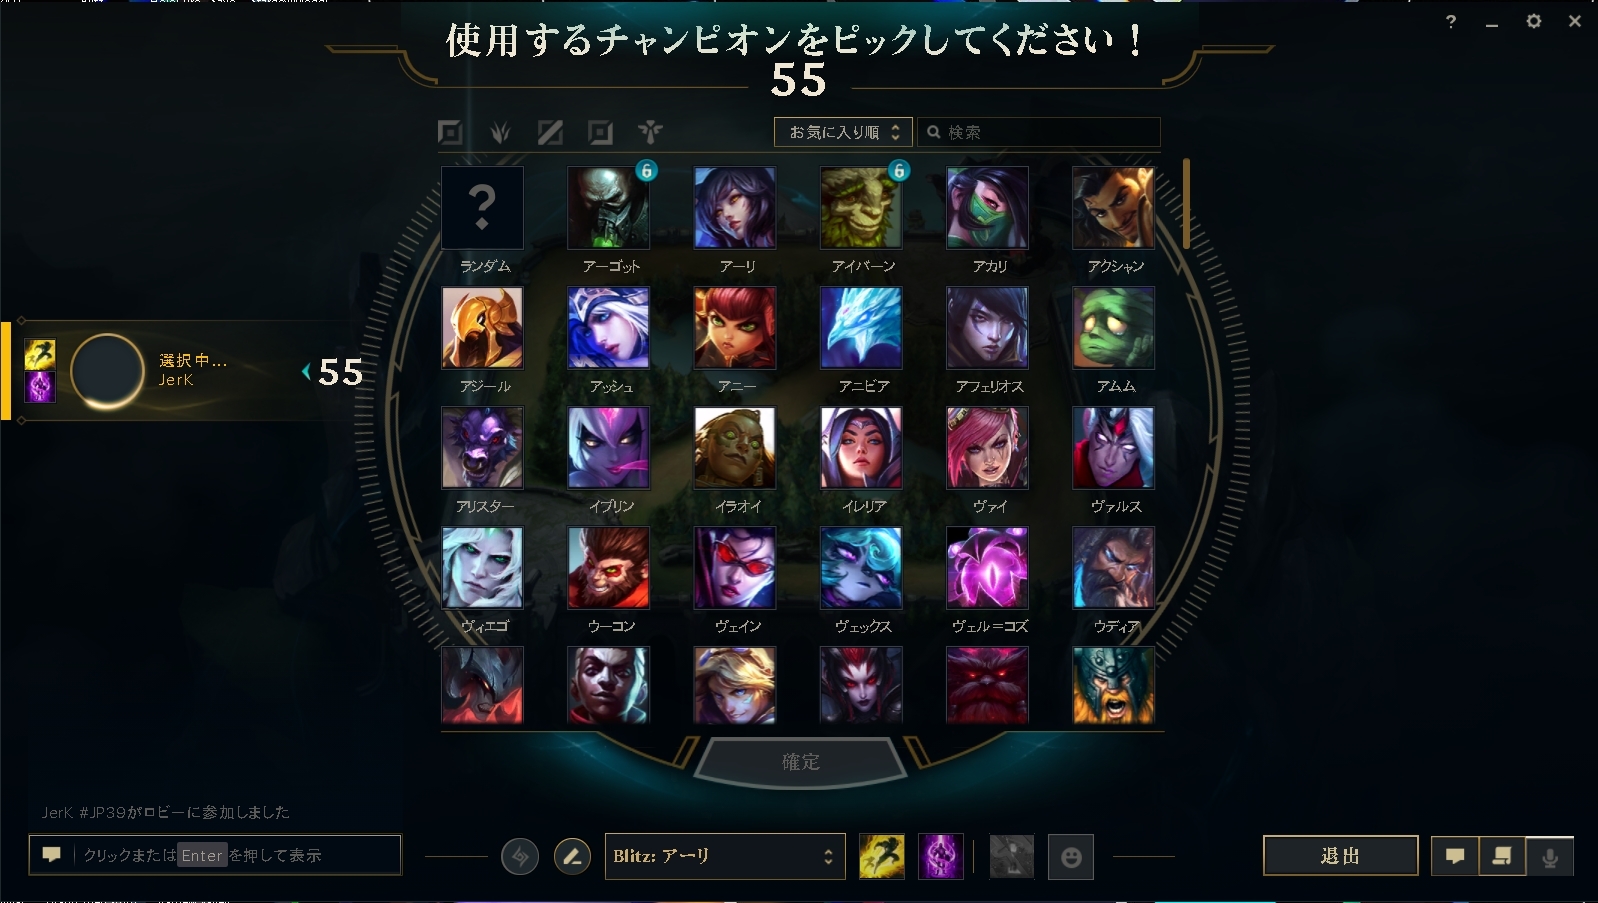 使用するチャンピオンをピックしてください！
55
お気に入り順
検索
ランダム
6
アーゴット
アーリ
6
アイバーン
アカリ
アクシャン
アジール
アッシュ
アニー
アニビア
アフェリオス
アムム
選択中...
JerK
55
アリスター
イブリン
イラオイ
イレリア
ヴァイ
ヴァルス
ヴィエゴ
ウーコン
ヴェイン
ヴェックス
ヴェル＝コズ
ウディア
確定
JerK #JP39がロビーに参加しました
クリックまたは Enter を押して表示
Blitz: アーリ
退出